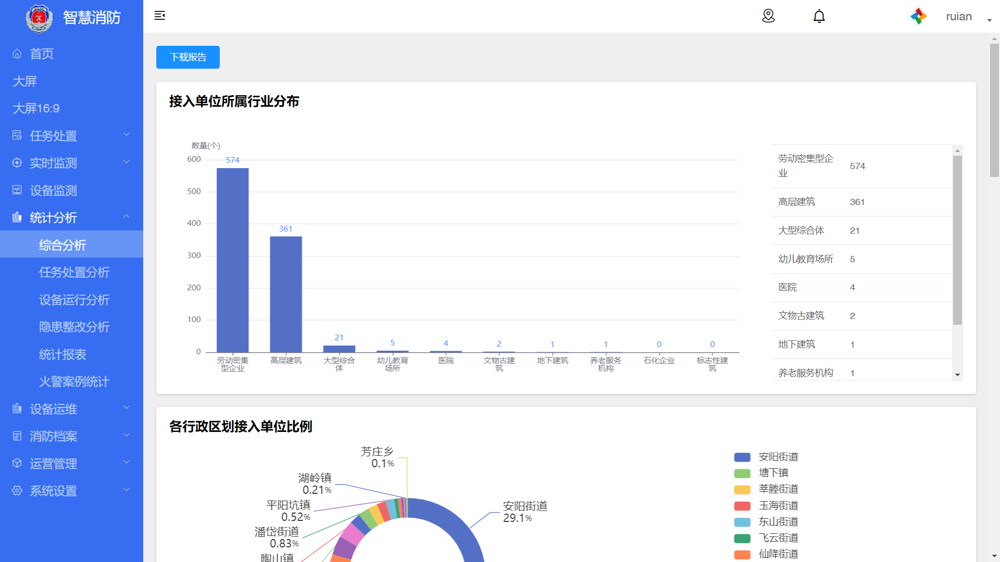 智慧消防
ruian
首页
大屏
大屏16:9
任务处置
实时监测
设备监测
统计分析
综合分析
任务处置分析
设备运行分析
隐患整改分析
统计报表
火警案例统计
设备运维
消防档案
运营管理
系统设置
下载报告
接入单位所属行业分布
数量(个)
600
500
400
300
200
100
0
574
361
21
5
4
2
1
1
0
0
劳动密集
型企业
高层建筑
大型综合
体
幼儿教育
场所
医院
文物古建
筑
地下建筑
养老服务
机构
石化企业
标志性建
筑
劳动密集型企
业
574
高层建筑 361
大型综合体 21
幼儿教育场所 5
医院 4
文物古建筑 2
地下建筑 1
养老服务机构 1
各行政区划接入单位比例
芳庄乡
0.1%
湖岭镇
0.21%
平阳坑镇
0.52%
潘岱街道
0.83%
陶山镇
安阳街道
29.1%
安阳街道
塘下镇
莘塍街道
玉海街道
东山街道
飞云街道
仙降街道